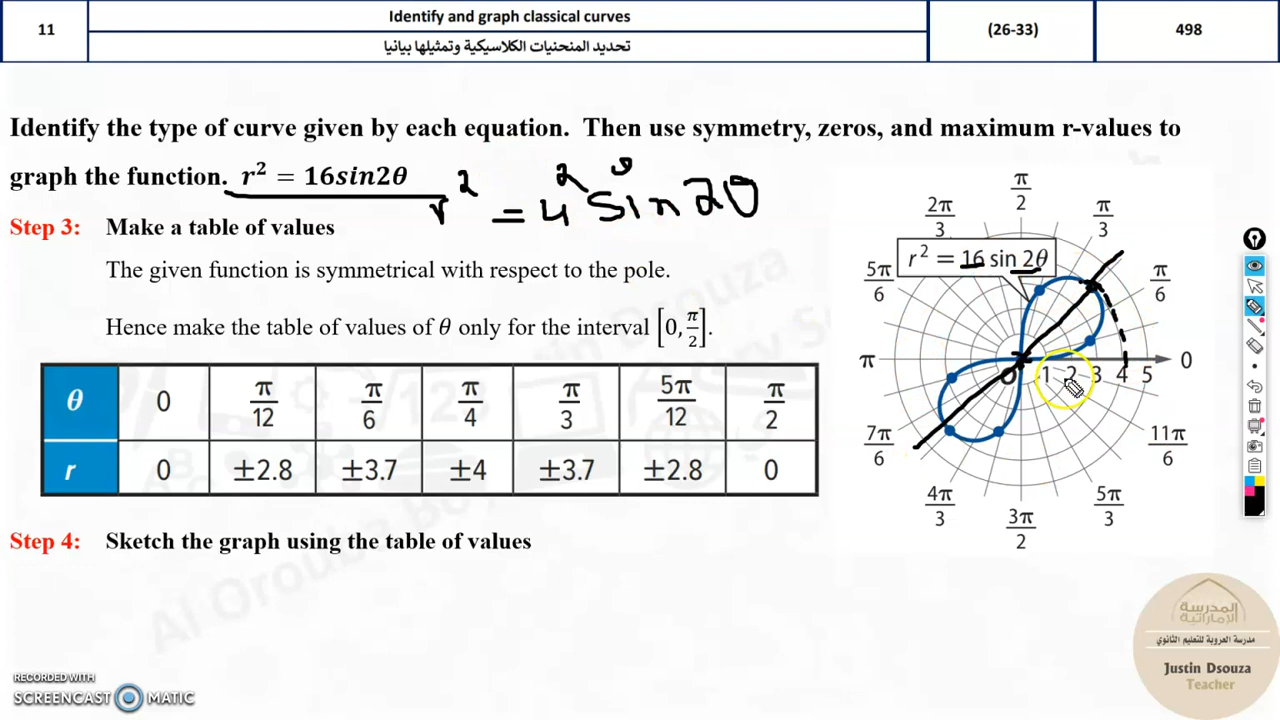 11
Identify and graph classical curves
تحديد المنحنيات الكلاسيكية وتمثيلها بيانيا
(26-33)
498
Identify the type of curve given by each equation. Then use symmetry, zeros, and maximum r-values to
graph the function. r² = 16sin2θ
r² = 4² sin 2θ
Step 3: Make a table of values
The given function is symmetrical with respect to the pole.
Hence make the table of values of θ only for the interval [0, π/2].
θ 0 π/12 π/6 π/4 π/3 5π/12 π/2
r 0 ±2.8 ±3.7 ±4 ±3.7 ±2.8 0
Step 4: Sketch the graph using the table of values
π/2
2π/3 π/3
r² = 16 sin 2θ
5π/6 π/6
π 0
O 1 2 3 4 5
7π/6 11π/6
4π/3 5π/3
3π/2
المدرسة
الإماراتية
مدرسة العروبة للتعليم الثانوي
Justin Dsouza
Teacher
RECORDED WITH
SCREENCAST MATIC